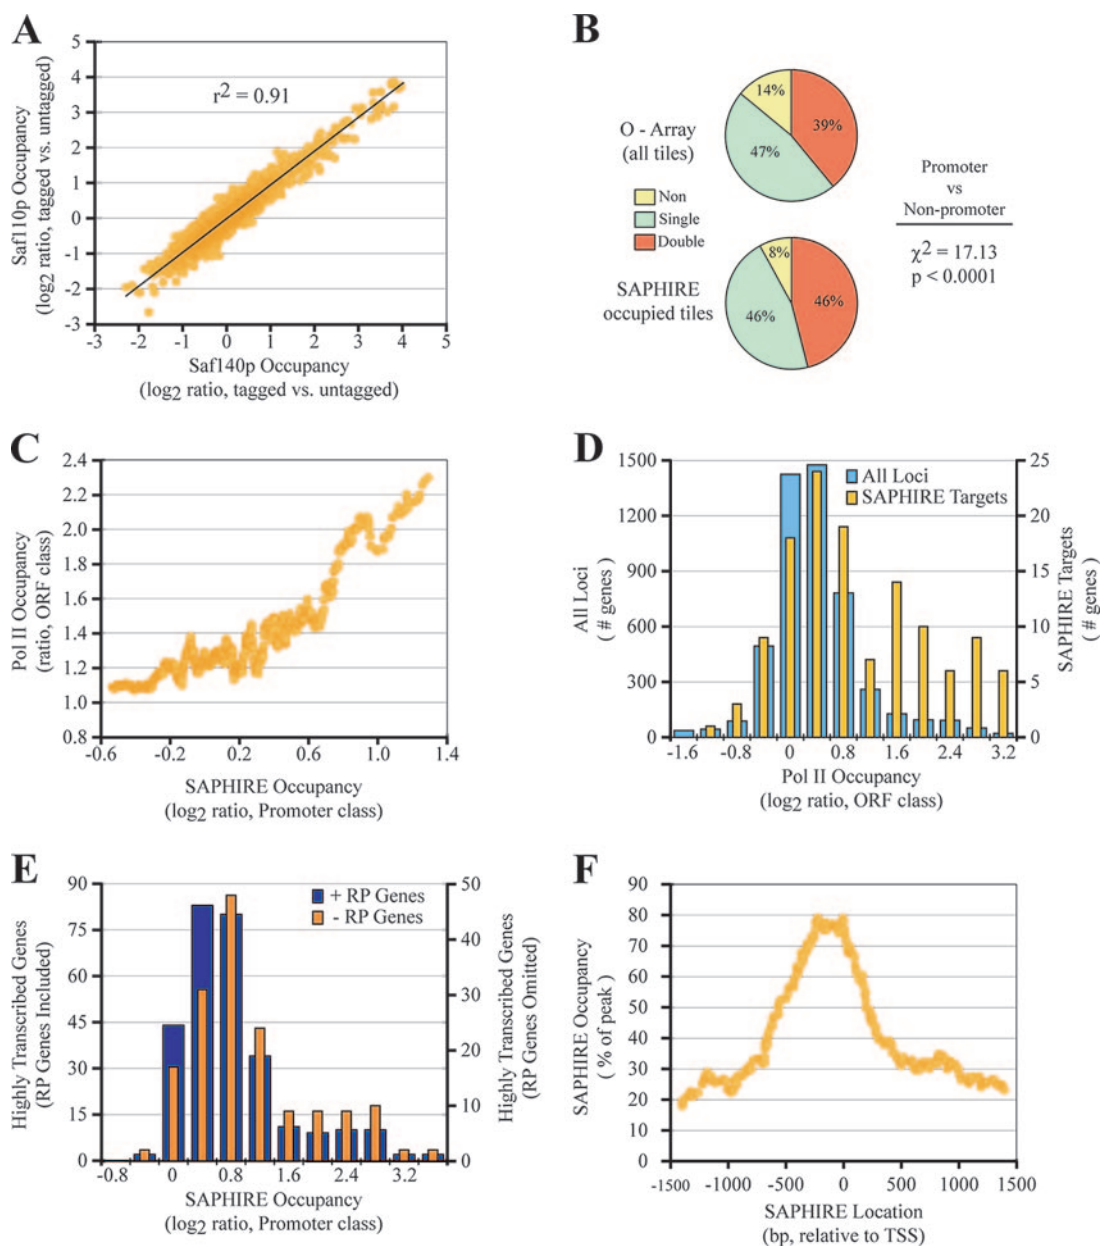 A
Saf110p Occupancy
(log2 ratio, tagged vs. untagged)
5
4
3
2
1
0
-1
-2
-3
r2 = 0.91
-3 -2 -1 0 1 2 3 4 5
Saf140p Occupancy
(log2 ratio, tagged vs. untagged)
B
O - Array
(all tiles)
14%
39%
47%
Non
Single
Double
SAPHIRE
occupied tiles
8%
46%
46%
Promoter
vs
Non-promoter
χ2 = 17.13
p < 0.0001
C
Pol II Occupancy
(ratio, ORF class)
2.4
2.2
2.0
1.8
1.6
1.4
1.2
1.0
0.8
-0.6 -0.2 0.2 0.6 1.0 1.4
SAPHIRE Occupancy
(log2 ratio, Promoter class)
D
All Loci
( # genes)
1500
1200
900
600
300
0
All Loci
SAPHIRE Targets
25
20
15
10
5
0
SAPHIRE Targets
( # genes)
-1.6 -0.8 0 0.8 1.6 2.4 3.2
Pol II Occupancy
(log2 ratio, ORF class)
E
Highly Transcribed Genes
(RP Genes Included)
90
75
60
45
30
15
0
+ RP Genes
- RP Genes
50
40
30
20
10
0
Highly Transcribed Genes
(RP Genes Omitted)
-0.8 0 0.8 1.6 2.4 3.2
SAPHIRE Occupancy
(log2 ratio, Promoter class)
F
SAPHIRE Occupancy
( % of peak )
90
80
70
60
50
40
30
20
10
0
-1500 -1000 -500 0 500 1000 1500
SAPHIRE Location
(bp, relative to TSS)